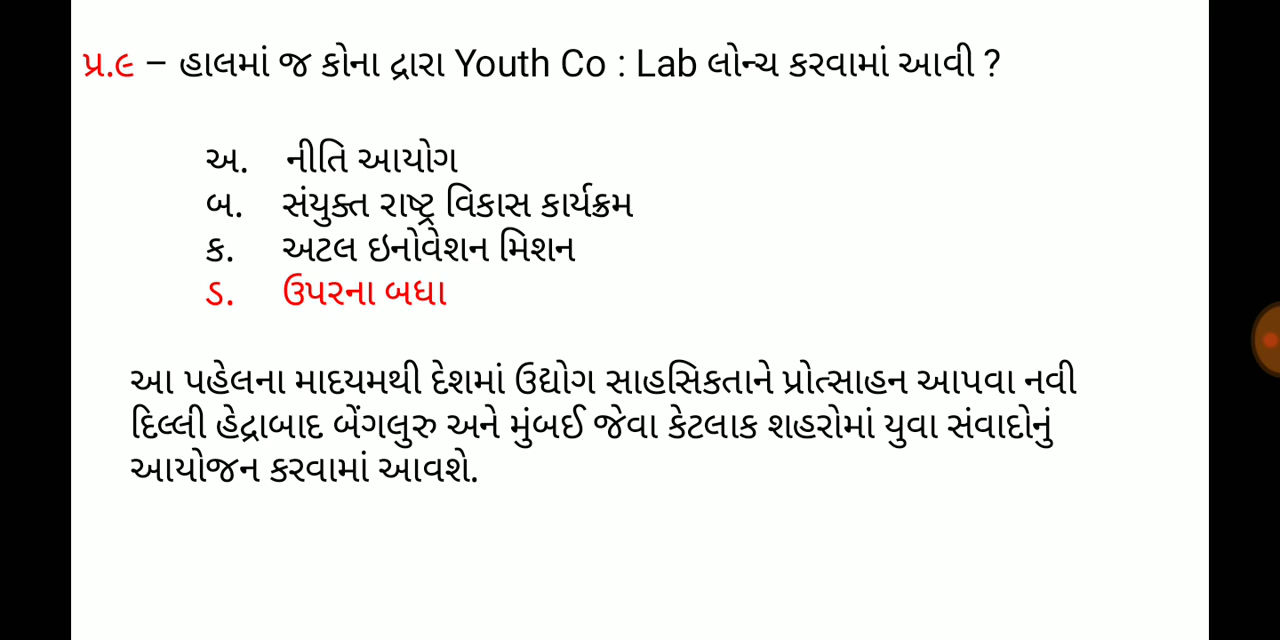 પ્ર.૯ – હાલમાં જ કોના દ્રારા Youth Co : Lab લોન્ચ કરવામાં આવી ?
અ. નીતિ આયોગ
બ. સંયુક્ત રાષ્ટ્ર વિકાસ કાર્યક્રમ
ક. અટલ ઇનોવેશન મિશન
ડ. ઉપરના બધા
આ પહેલના માદયમથી દેશમાં ઉદ્યોગ સાહસિકતાને પ્રોત્સાહન આપવા નવી
દિલ્લી હેદ્રાબાદ બેંગલુરુ અને મુંબઈ જેવા કેટલાક શહરોમાં યુવા સંવાદોનું
આયોજન કરવામાં આવશે.